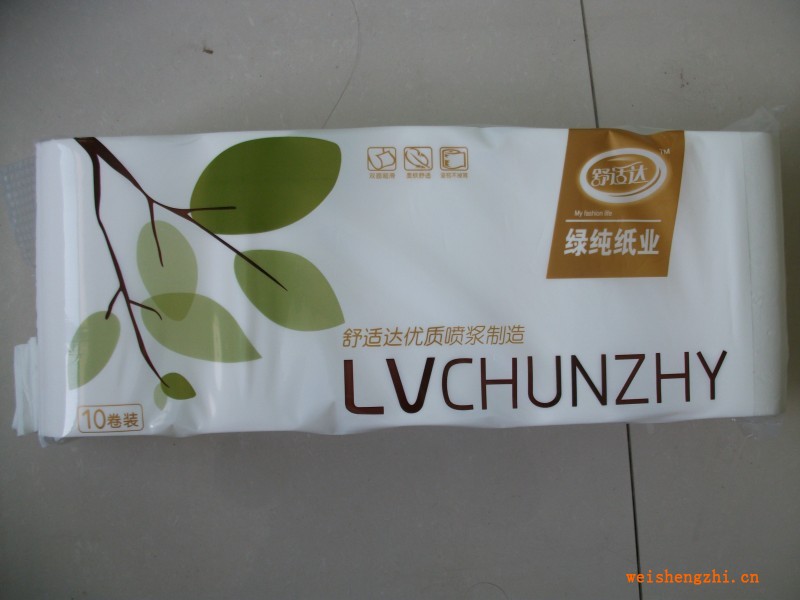 舒适达
TM
My fashion life
绿纯纸业
舒适达优质喷浆制造
LVCHUNZHY
10卷装
weishengzhi.cn